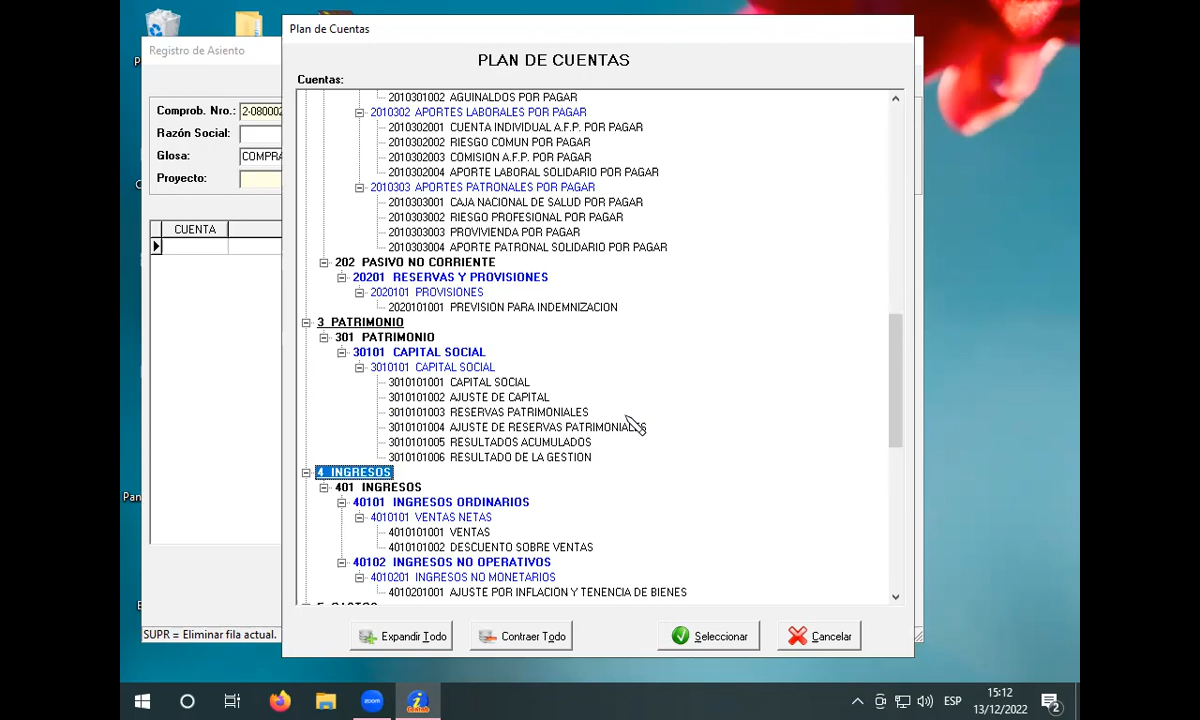 Plan de Cuentas
Registro de Asiento
PLAN DE CUENTAS
Cuentas:
Comprob. Nro.: 2-080002
Razón Social:
Glosa: COMPRA
Proyecto:
CUENTA
2010301002 AGUINALDOS POR PAGAR
2010302 APORTES LABORALES POR PAGAR
2010302001 CUENTA INDIVIDUAL A.F.P. POR PAGAR
2010302002 RIESGO COMUN POR PAGAR
2010302003 COMISION A.F.P. POR PAGAR
2010302004 APORTE LABORAL SOLIDARIO POR PAGAR
2010303 APORTES PATRONALES POR PAGAR
2010303001 CAJA NACIONAL DE SALUD POR PAGAR
2010303002 RIESGO PROFESIONAL POR PAGAR
2010303003 PROVIVIENDA POR PAGAR
2010303004 APORTE PATRONAL SOLIDARIO POR PAGAR
202 PASIVO NO CORRIENTE
20201 RESERVAS Y PROVISIONES
2020101 PROVISIONES
2020101001 PREVISION PARA INDEMNIZACION
3 PATRIMONIO
301 PATRIMONIO
30101 CAPITAL SOCIAL
3010101 CAPITAL SOCIAL
3010101001 CAPITAL SOCIAL
3010101002 AJUSTE DE CAPITAL
3010101003 RESERVAS PATRIMONIALES
3010101004 AJUSTE DE RESERVAS PATRIMONIALES
3010101005 RESULTADOS ACUMULADOS
3010101006 RESULTADO DE LA GESTION
4 INGRESOS
401 INGRESOS
40101 INGRESOS ORDINARIOS
4010101 VENTAS NETAS
4010101001 VENTAS
4010101002 DESCUENTO SOBRE VENTAS
40102 INGRESOS NO OPERATIVOS
4010201 INGRESOS NO MONETARIOS
4010201001 AJUSTE POR INFLACION Y TENENCIA DE BIENES
SUPR = Eliminar fila actual.
Expandir Todo
Contraer Todo
Seleccionar
Cancelar
Pan
zoom
ESP
15:12
13/12/2022
2